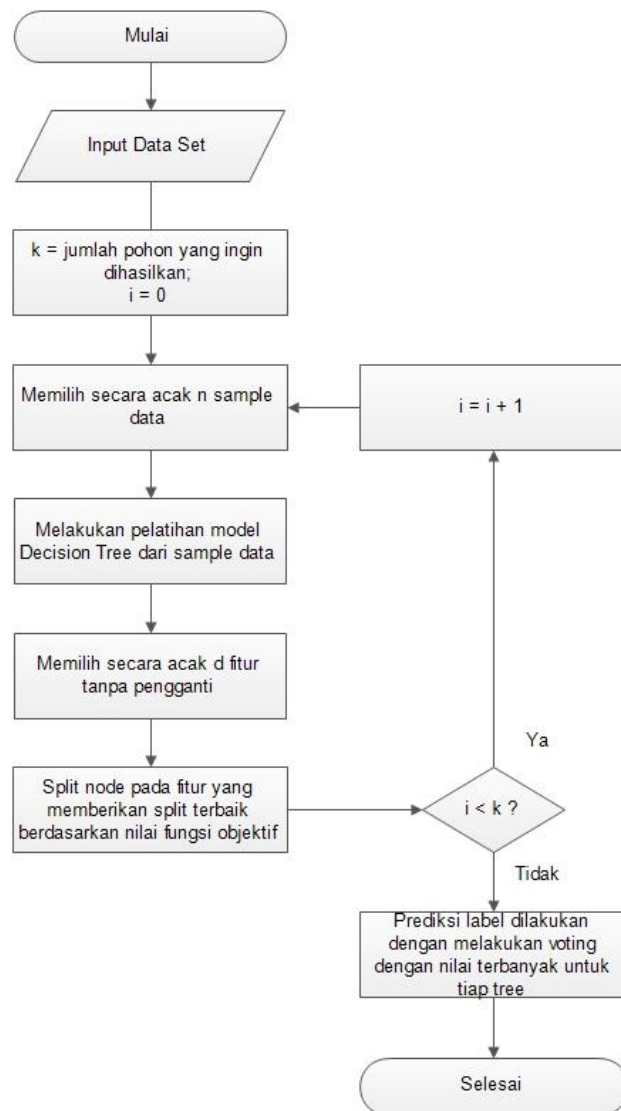 Mulai
Input Data Set
k = jumlah pohon yang ingin
dihasilkan;
i = 0
Memilih secara acak n sample
data
i = i + 1
Melakukan pelatihan model
Decision Tree dari sample data
Memilih secara acak d fitur
tanpa pengganti
Split node pada fitur yang
memberikan split terbaik
berdasarkan nilai fungsi objektif
Ya
i < k ?
Tidak
Prediksi label dilakukan
dengan melakukan voting
dengan nilai terbanyak untuk
tiap tree
Selesai